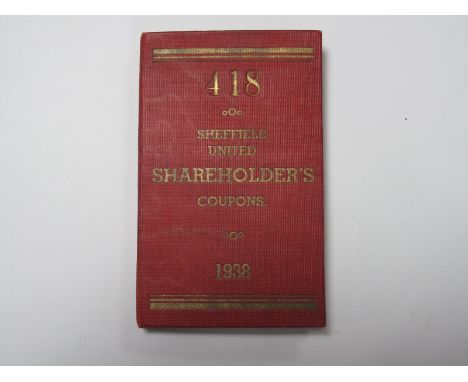 418
SHEFFIELD
UNITED
SHAREHOLDER'S
COUPONS.
1938